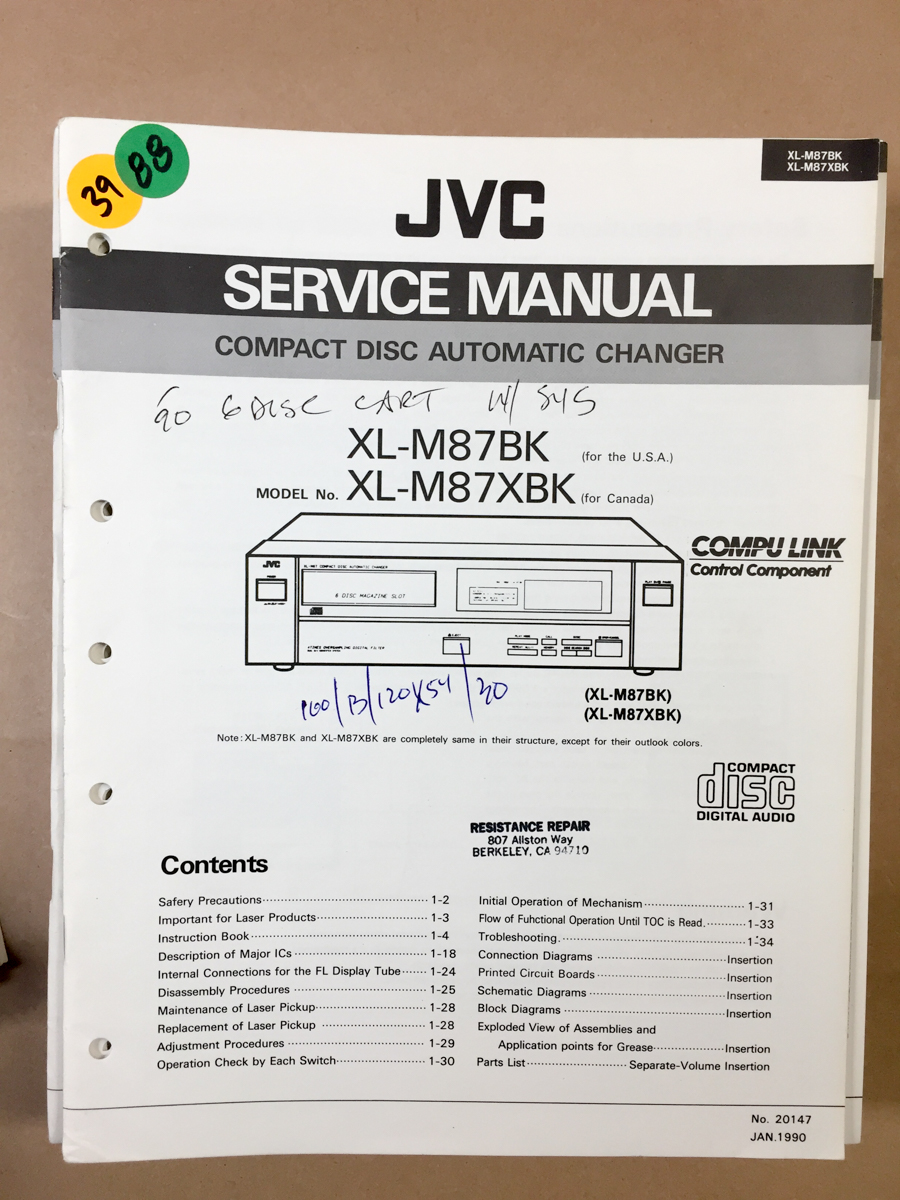 39
88
XL-M87BK
XL-M87XBK
JVC
SERVICE MANUAL
COMPACT DISC AUTOMATIC CHANGER
90 6 DISC CART W/ SYS
XL-M87BK (for the U.S.A.)
MODEL No. XL-M87XBK (for Canada)
COMPU LINK
Control Component
JVC
6 DISC MAGAZINE SLOT
100/B/120X54/30
(XL-M87BK)
(XL-M87XBK)
Note: XL-M87BK and XL-M87XBK are completely same in their structure, except for their outlook colors.
COMPACT
disc
DIGITAL AUDIO
RESISTANCE REPAIR
807 Allston Way
BERKELEY, CA 94710
Contents
Safety Precautions 1-2
Important for Laser Products 1-3
Instruction Book 1-4
Description of Major ICs 1-18
Internal Connections for the FL Display Tube 1-24
Disassembly Procedures 1-25
Maintenance of Laser Pickup 1-28
Replacement of Laser Pickup 1-28
Adjustment Procedures 1-29
Operation Check by Each Switch 1-30
Initial Operation of Mechanism 1-31
Flow of Fuhctional Operation Until TOC is Read. 1-33
Trobleshooting. 1-34
Connection Diagrams Insertion
Printed Circuit Boards Insertion
Schematic Diagrams Insertion
Block Diagrams Insertion
Exploded View of Assemblies and
Application points for Grease Insertion
Parts List Separate-Volume Insertion
No. 20147
JAN.1990